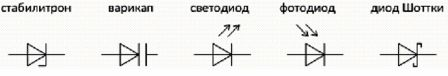 стабилитрон варикап светодиод фотодиод диод Шоттки